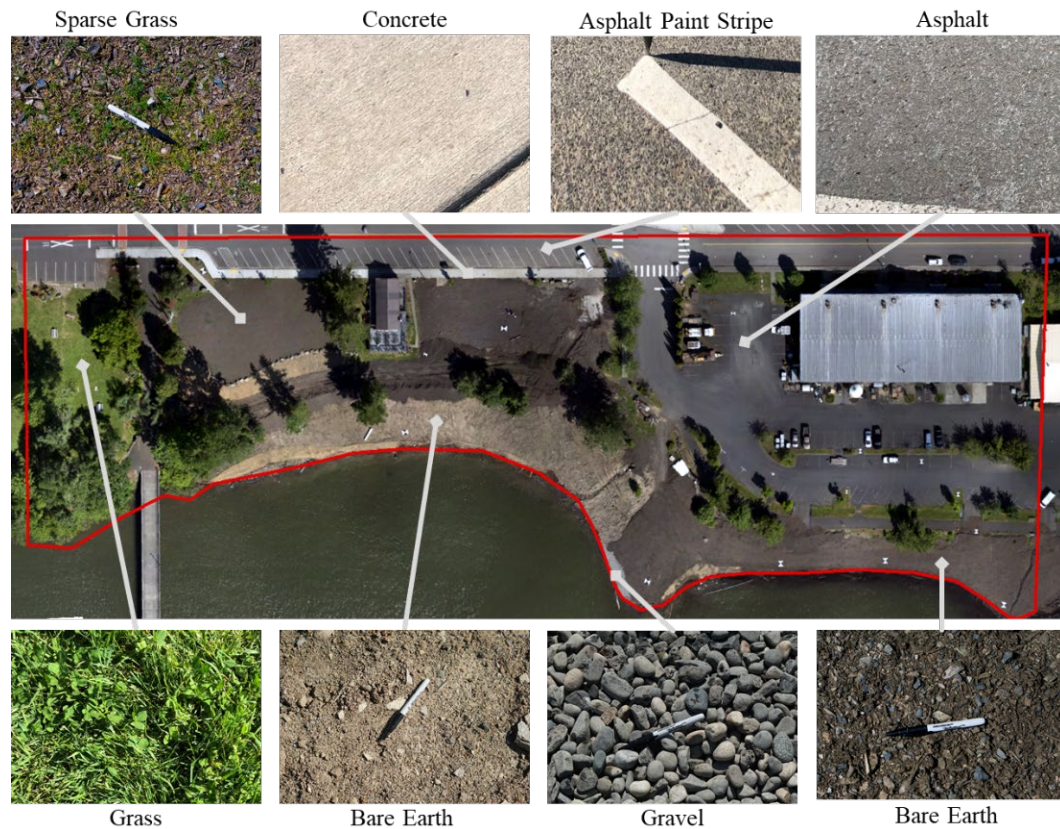 Sparse Grass
Concrete
Asphalt Paint Stripe
Asphalt
Grass
Bare Earth
Gravel
Bare Earth